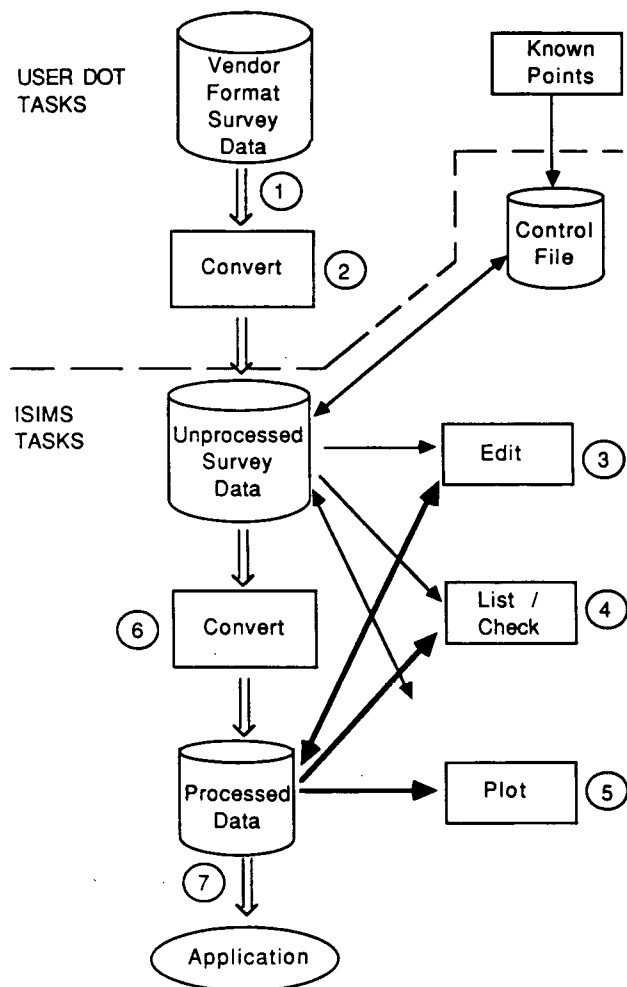 USER DOT
TASKS
Vendor
Format
Survey
Data
Known
Points
1
Convert
2
Control
File
ISIMS
TASKS
Unprocessed
Survey
Data
Edit
3
6
Convert
List /
Check
4
Processed
Data
Plot
5
7
Application